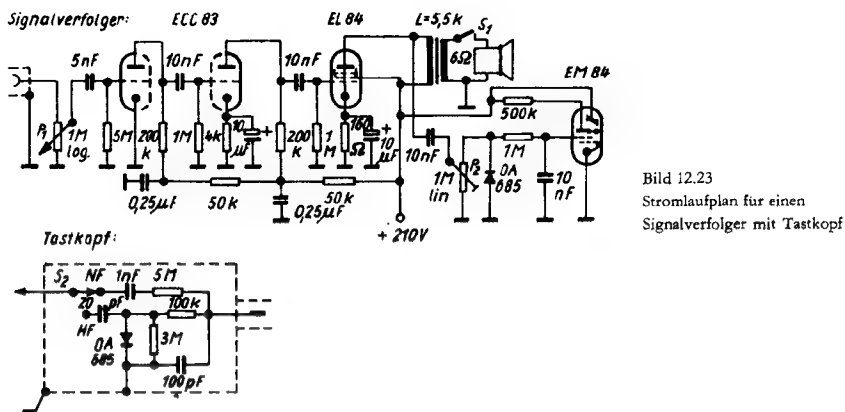 Signalverfolger:
ECC 83
EL 84
L=5,5k
S1
6Ω
EM 84
5nF
10nF
10nF
500k
P1
1M
log.
5M
200
k
1M
4k
10
µF
+
200
k
1
M
160
Ω
+
10
µF
10nF
1M
lin
P2
OA
685
1M
10
nF
0,25µF
50k
0,25µF
50k
+ 210V
Bild 12.23
Stromlaufplan für einen
Signalverfolger mit Tastkopf
Tastkopf:
S2
NF
1nF
5M
20 pF
100k
HF
OA
685
3M
100pF